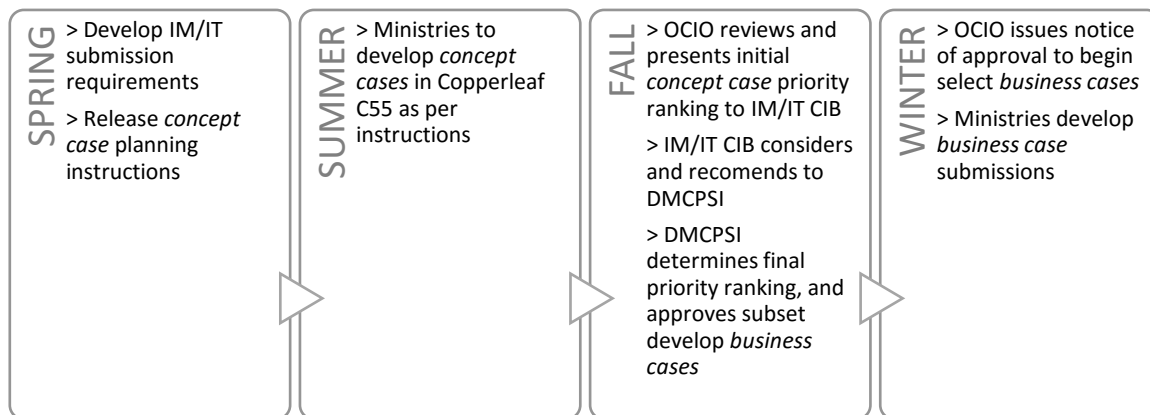 SPRING
> Develop IM/IT
submission
requirements
> Release concept
case planning
instructions
SUMMER
> Ministries to
develop concept
cases in Copperleaf
C55 as per
instructions
FALL
> OCIO reviews and
presents initial
concept case priority
ranking to IM/IT CIB
> IM/IT CIB considers
and recomends to
DMCPSI
> DMCPSI
determines final
priority ranking, and
approves subset
develop business
cases
WINTER
> OCIO issues notice
of approval to begin
select business cases
> Ministries develop
business case
submissions